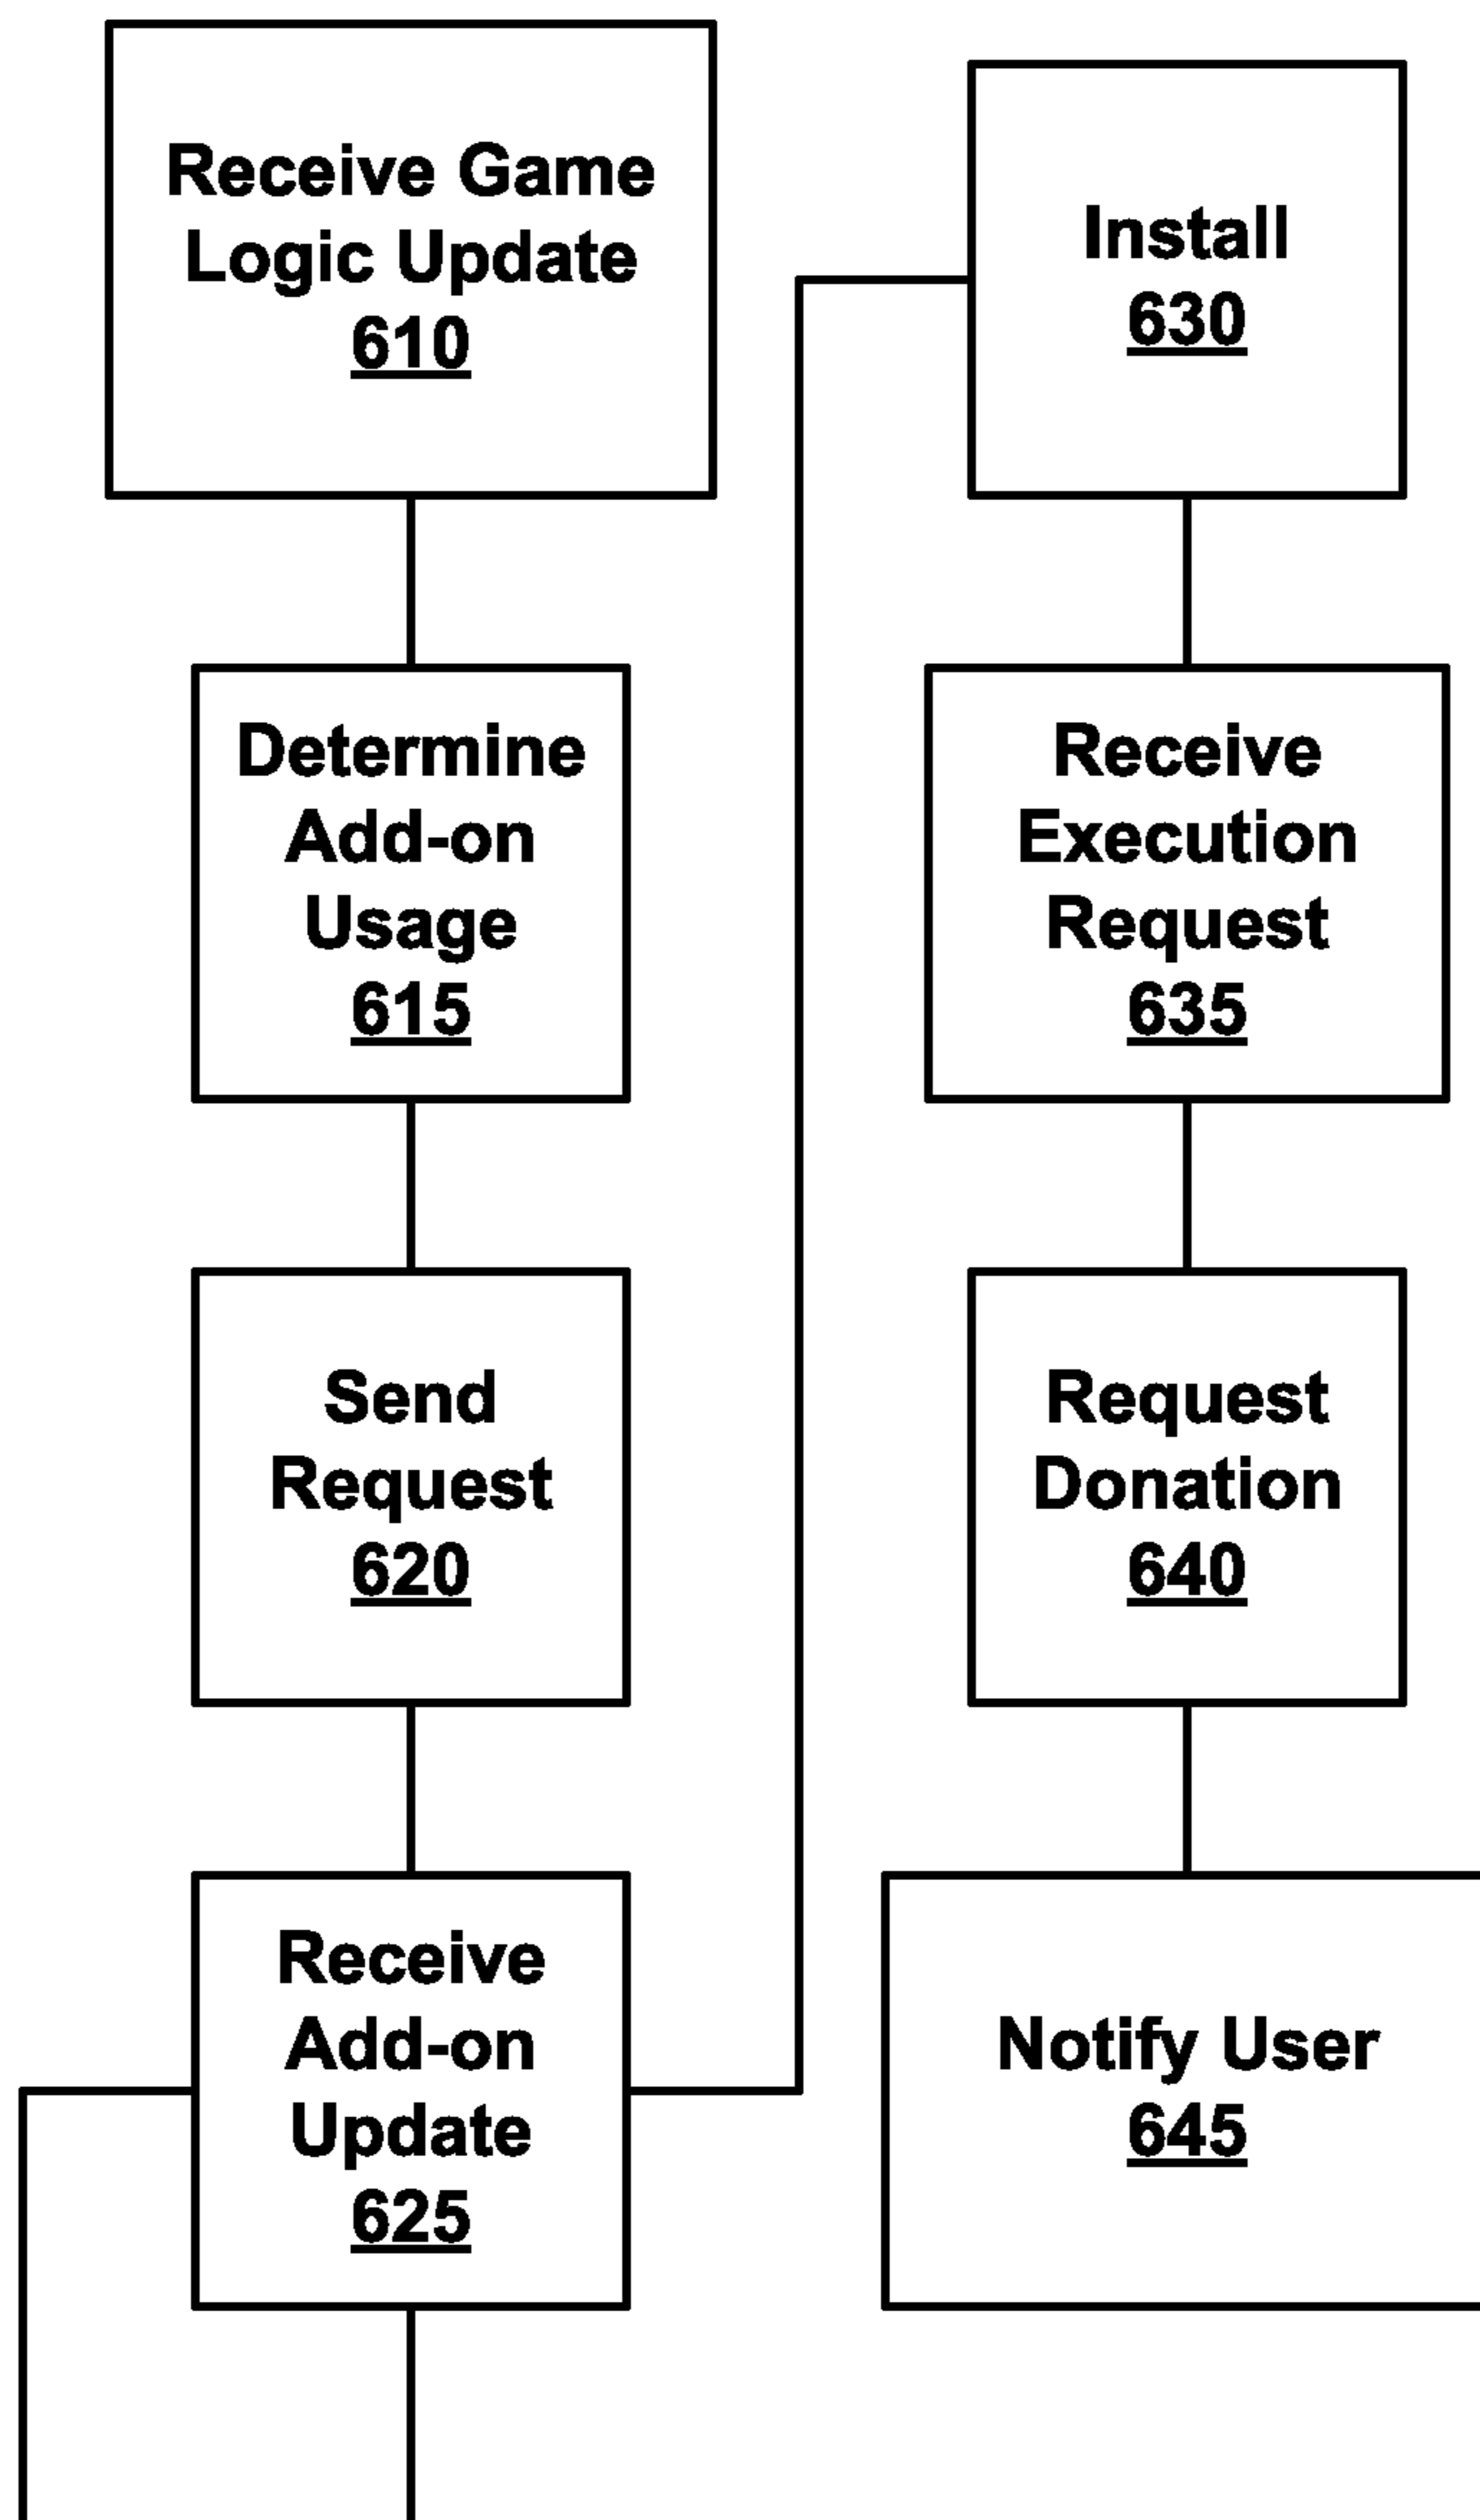 Receive Game
Logic Update
610
Determine
Add-on
Usage
615
Send
Request
620
Receive
Add-on
Update
625
Install
630
Receive
Execution
Request
635
Request
Donation
640
Notify User
645